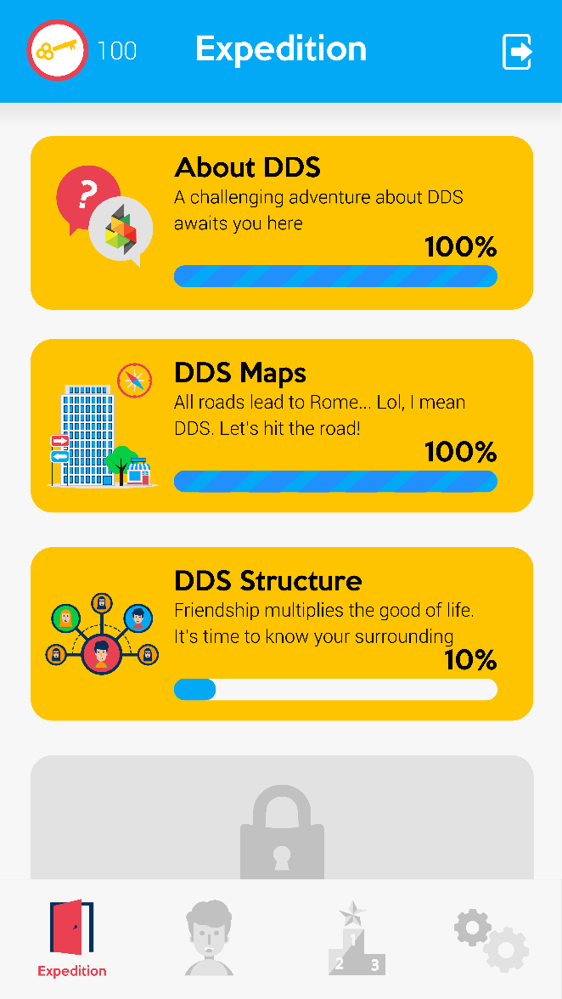 100
Expedition
?
About DDS
A challenging adventure about DDS
awaits you here
100%
DDS Maps
All roads lead to Rome... Lol, I mean
DDS. Let's hit the road!
100%
DDS Structure
Friendship multiplies the good of life.
It's time to know your surrounding
10%
Expedition
1
2 3